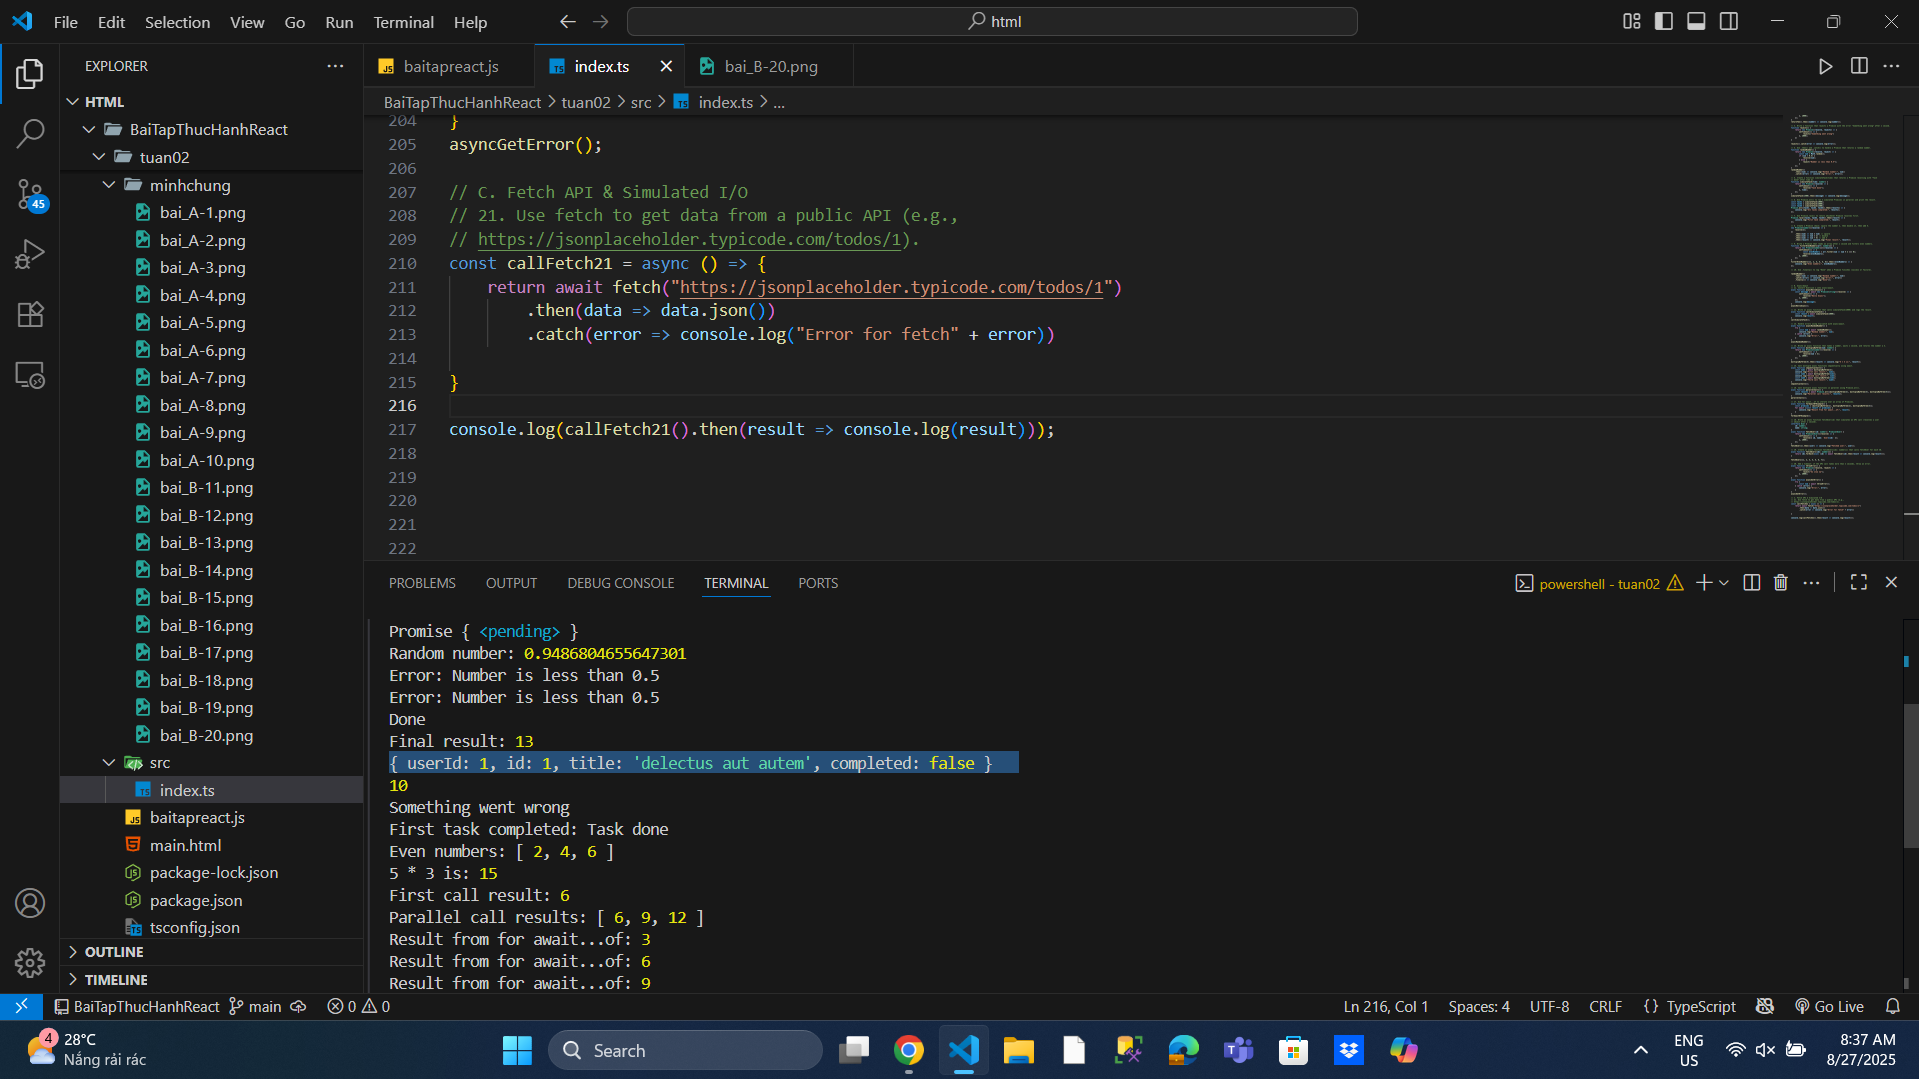 File Edit Selection View Go Run Terminal Help
html
EXPLORER
HTML
BaiTapThucHanhReact
tuan02
minhchung
bai_A-1.png
bai_A-2.png
bai_A-3.png
bai_A-4.png
bai_A-5.png
bai_A-6.png
bai_A-7.png
bai_A-8.png
bai_A-9.png
bai_A-10.png
bai_B-11.png
bai_B-12.png
bai_B-13.png
bai_B-14.png
bai_B-15.png
bai_B-16.png
bai_B-17.png
bai_B-18.png
bai_B-19.png
bai_B-20.png
src
index.ts
baitapreact.js
main.html
package-lock.json
package.json
tsconfig.json
OUTLINE
TIMELINE
45
baitapreact.js index.ts bai_B-20.png
BaiTapThucHanhReact > tuan02 > src > index.ts > ...
204 }
205 asyncGetError();
206
207 // C. Fetch API & Simulated I/O
208 // 21. Use fetch to get data from a public API (e.g.,
209 // https://jsonplaceholder.typicode.com/todos/1).
210 const callFetch21 = async () => {
211 return await fetch("https://jsonplaceholder.typicode.com/todos/1")
212 .then(data => data.json())
213 .catch(error => console.log("Error for fetch" + error))
214
215 }
216
217 console.log(callFetch21().then(result => console.log(result)));
218
219
220
221
222
PROBLEMS OUTPUT DEBUG CONSOLE TERMINAL PORTS
powershell - tuan02
Promise { <pending> }
Random number: 0.9486804655647301
Error: Number is less than 0.5
Error: Number is less than 0.5
Done
Final result: 13
{ userId: 1, id: 1, title: 'delectus aut autem', completed: false }
10
Something went wrong
First task completed: Task done
Even numbers: [ 2, 4, 6 ]
5 * 3 is: 15
First call result: 6
Parallel call results: [ 6, 9, 12 ]
Result from for await...of: 3
Result from for await...of: 6
Result from for await...of: 9
BaiTapThucHanhReact main 0 0
Ln 216, Col 1 Spaces: 4 UTF-8 CRLF {} TypeScript Go Live
4
28°C
Nắng rải rác
Search
ENG
US
8:37 AM
8/27/2025